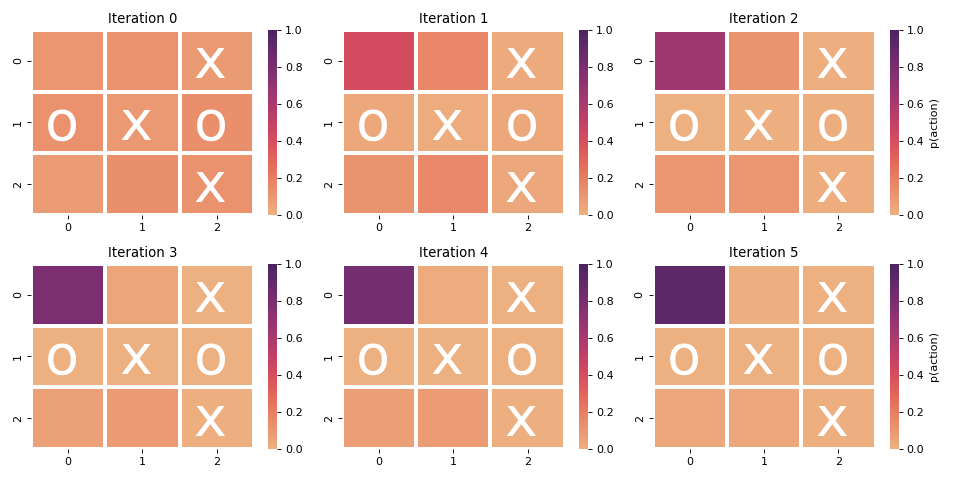 Iteration 0 Iteration 1 Iteration 2
1.0 1.0 1.0
0 X 0 X 0 X
0.8 0.8 0.8
0.6 0.6 0.6
1 O X O 1 O X O 1 O X O p(action)
0.4 0.4 0.4
2 X 2 X 2 X
0.2 0.2 0.2
0.0 0.0 0.0
0 1 2 0 1 2 0 1 2
Iteration 3 Iteration 4 Iteration 5
1.0 1.0 1.0
0 X 0 X 0 X
0.8 0.8 0.8
0.6 0.6 0.6
1 O X O 1 O X O 1 O X O p(action)
0.4 0.4 0.4
2 X 2 X 2 X
0.2 0.2 0.2
0.0 0.0 0.0
0 1 2 0 1 2 0 1 2